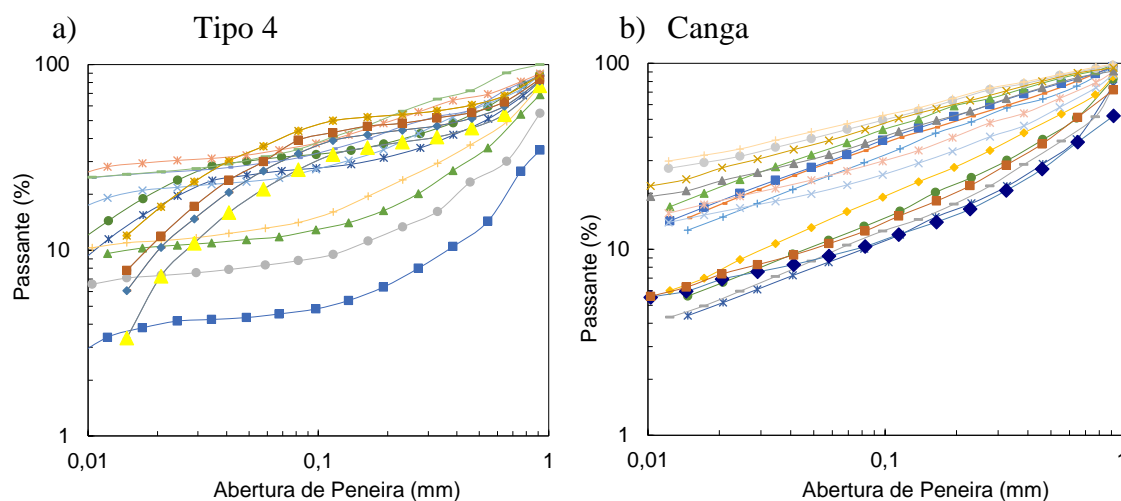 a) Tipo 4
100
10
1
0,01 0,1 1
Passante (%)
Abertura de Peneira (mm)
b) Canga
100
10
1
0,01 0,1 1
Passante (%)
Abertura de Peneira (mm)